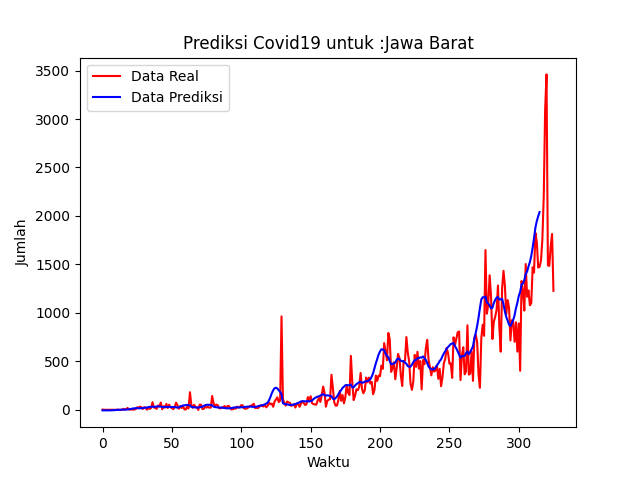 Prediksi Covid19 untuk :Jawa Barat
Data Real
Data Prediksi
3500
3000
2500
2000
1500
1000
500
0
Jumlah
0 50 100 150 200 250 300
Waktu